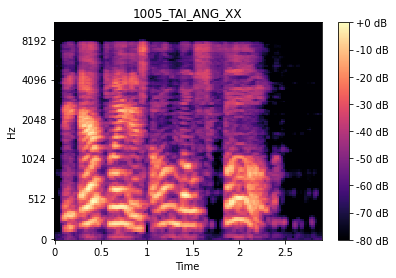 1005_TAI_ANG_XX
+0 dB
8192
-10 dB
4096
-20 dB
-30 dB
2048
Hz
-40 dB
1024
-50 dB
512
-60 dB
-70 dB
0
-80 dB
0 0.5 1 1.5 2 2.5
Time